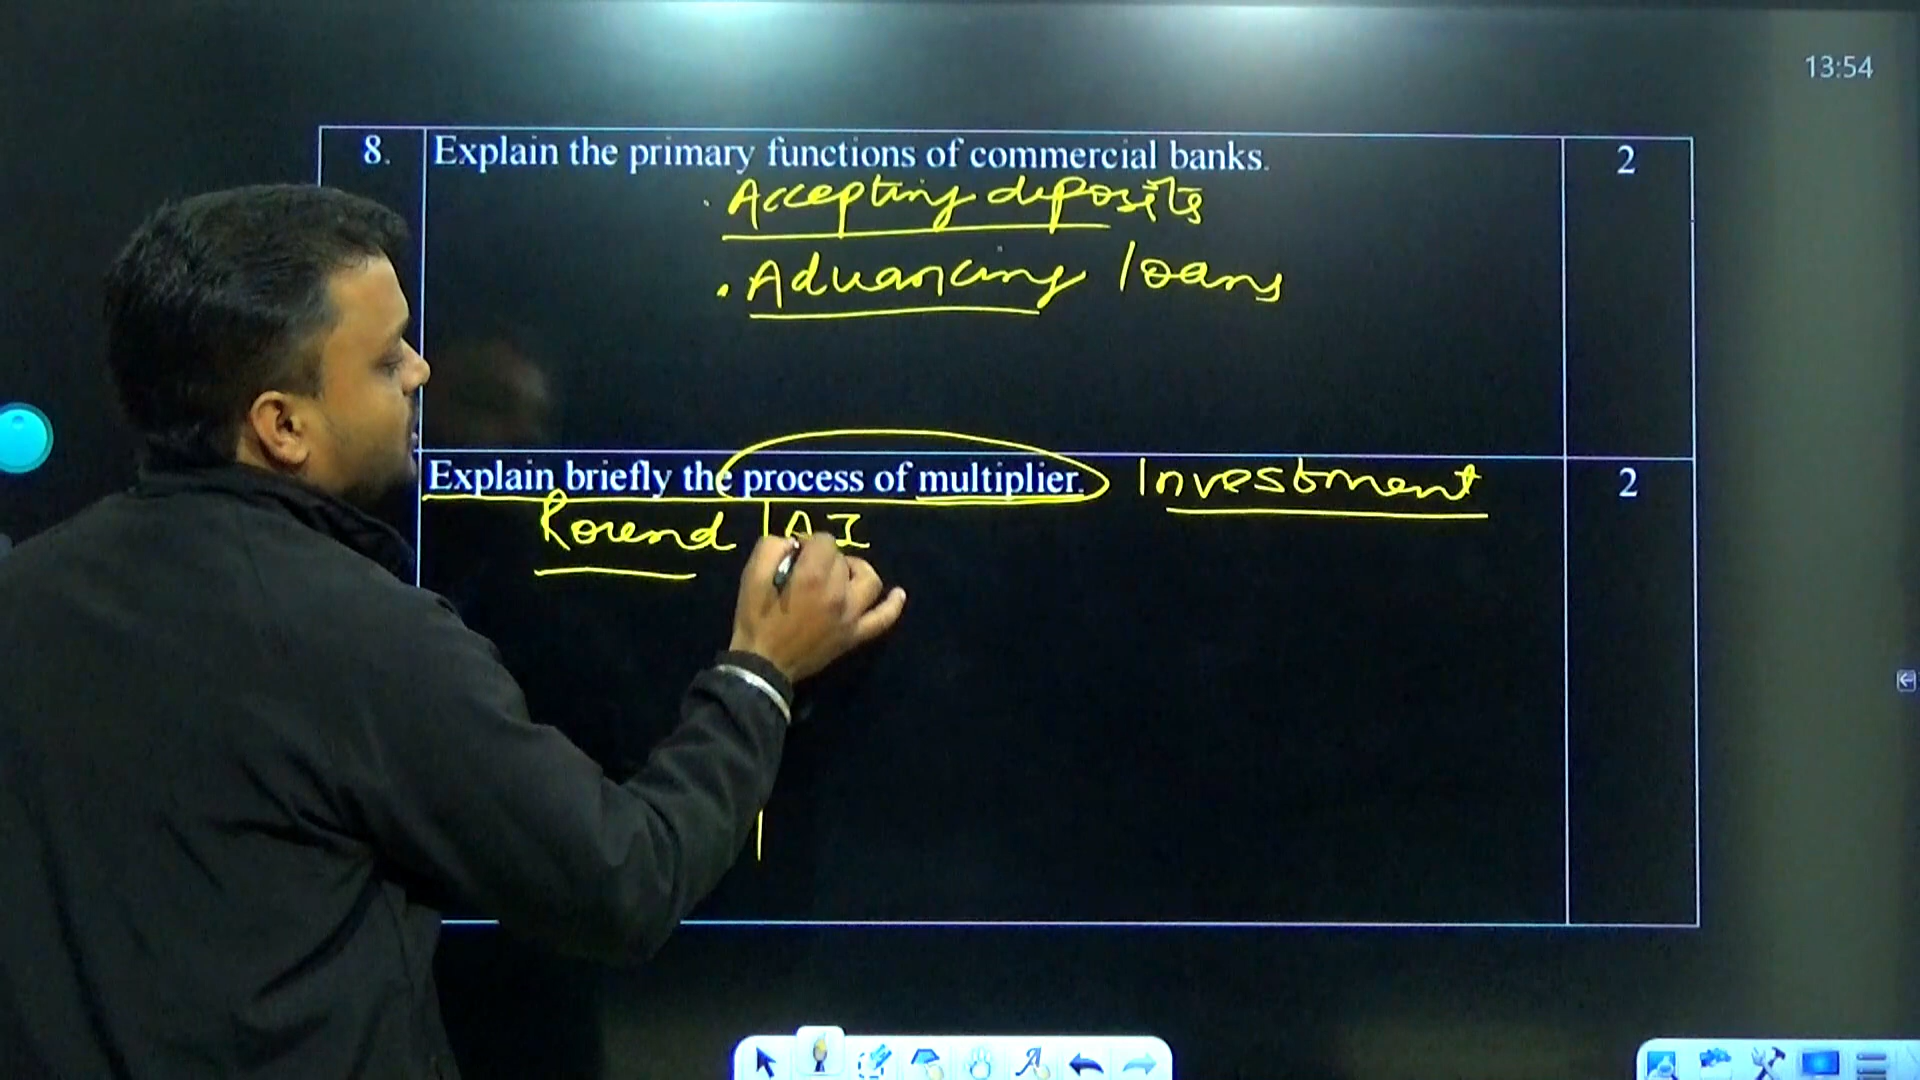 13:54
8. Explain the primary functions of commercial banks. 2
. Accepting deposits
. Advancing loans
Explain briefly the process of multiplier. Investment 2
Round | ΔI